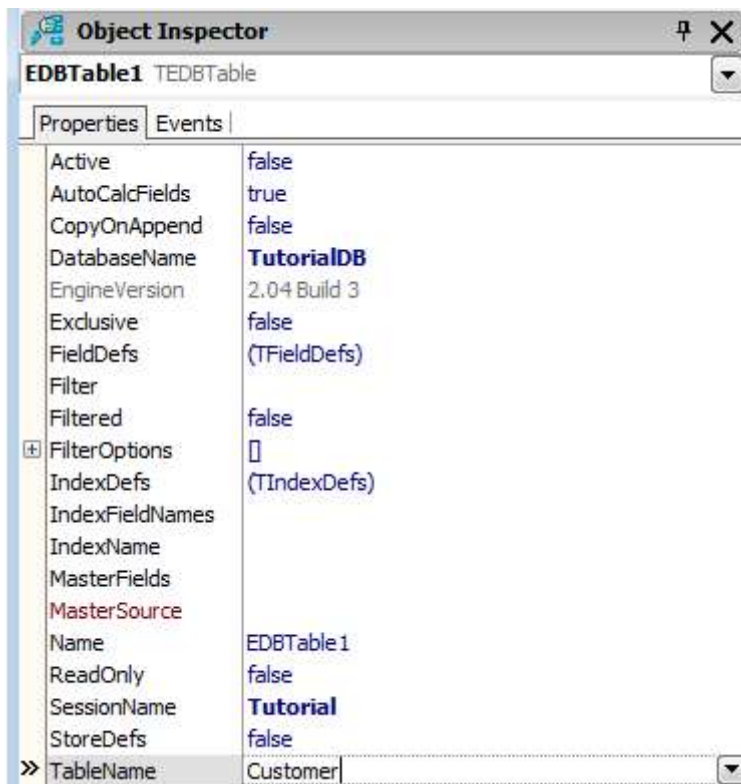 Object Inspector
EDBTable1 TEDBTable
Properties Events
Active false
AutoCalcFields true
CopyOnAppend false
DatabaseName TutorialDB
EngineVersion 2.04 Build 3
Exclusive false
FieldDefs (TFieldDefs)
Filter
Filtered false
FilterOptions []
IndexDefs (TIndexDefs)
IndexFieldNames
IndexName
MasterFields
MasterSource
Name EDBTable1
ReadOnly false
SessionName Tutorial
StoreDefs false
» TableName Customer